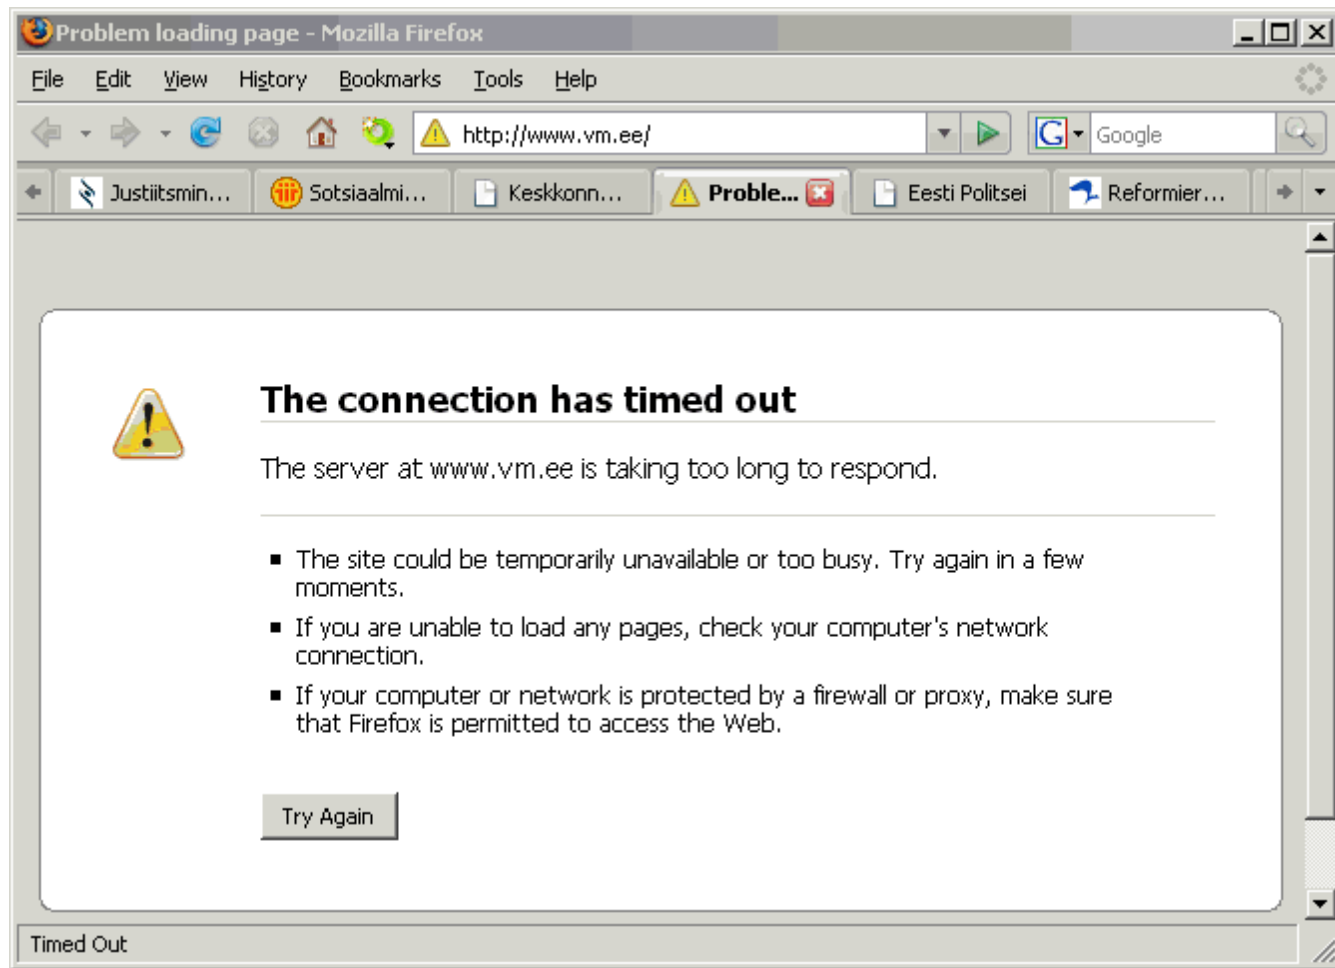 Problem loading page - Mozilla Firefox
File Edit View History Bookmarks Tools Help
http://www.vm.ee/ G Google
Justiitsmin... Sotsiaalmi... Keskkonn... Proble... Eesti Politsei Reformier...
The connection has timed out
The server at www.vm.ee is taking too long to respond.
The site could be temporarily unavailable or too busy. Try again in a few
moments.
If you are unable to load any pages, check your computer's network
connection.
If your computer or network is protected by a firewall or proxy, make sure
that Firefox is permitted to access the Web.
Try Again
Timed Out